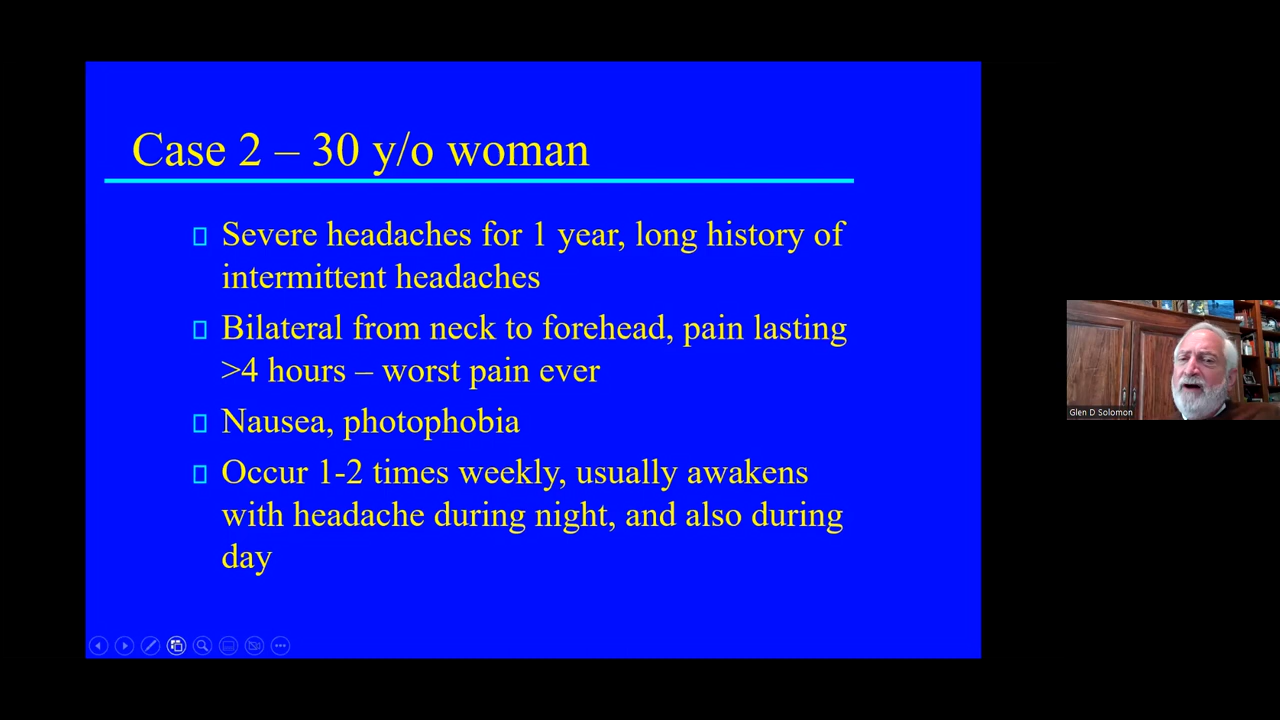 Case 2 – 30 y/o woman
Severe headaches for 1 year, long history of
intermittent headaches
Bilateral from neck to forehead, pain lasting
>4 hours – worst pain ever
Nausea, photophobia
Occur 1-2 times weekly, usually awakens
with headache during night, and also during
day
Glen D Solomon